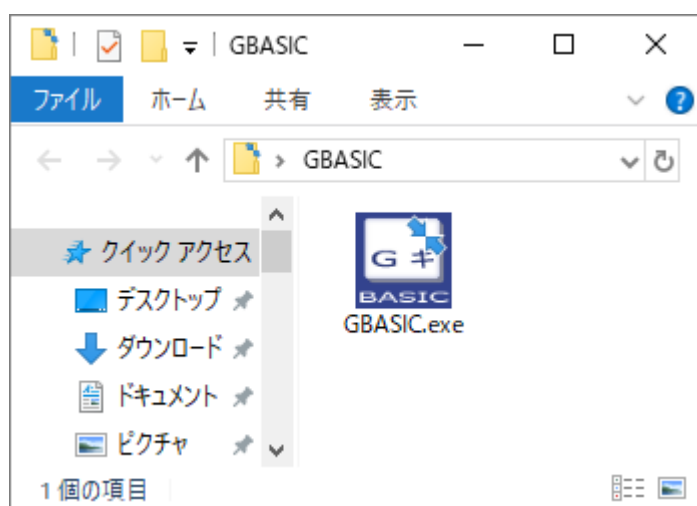 GBASIC
ファイル ホーム 共有 表示
GBASIC
クイック アクセス
デスクトップ
ダウンロード
ドキュメント
ピクチャ
G ギ
BASIC
GBASIC.exe
1 個の項目